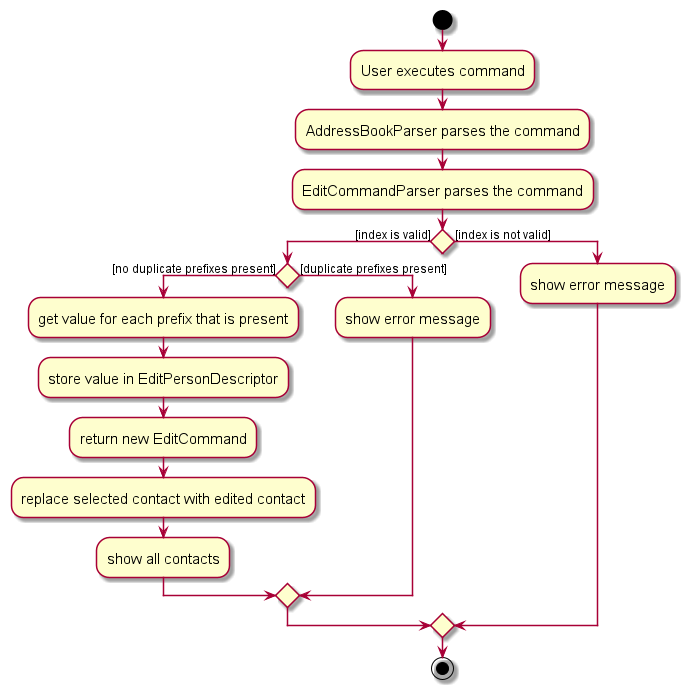 User executes command
AddressBookParser parses the command
EditCommandParser parses the command
[index is valid]
[index is not valid]
[no duplicate prefixes present]
[duplicate prefixes present]
show error message
get value for each prefix that is present
show error message
store value in EditPersonDescriptor
return new EditCommand
replace selected contact with edited contact
show all contacts